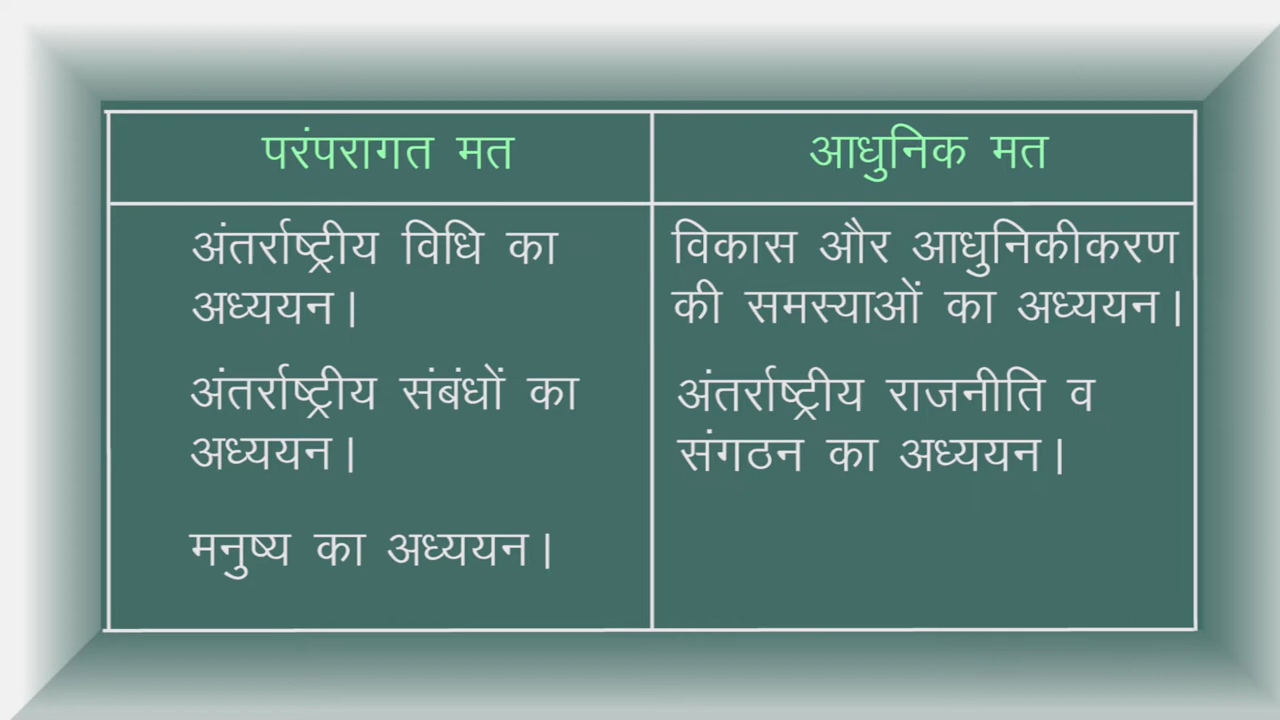 परंपरागत मत
आधुनिक मत
अंतर्राष्ट्रीय विधि का
अध्ययन।
अंतर्राष्ट्रीय संबंधों का
अध्ययन।
मनुष्य का अध्ययन।
विकास और आधुनिकीकरण
की समस्याओं का अध्ययन।
अंतर्राष्ट्रीय राजनीति व
संगठन का अध्ययन।